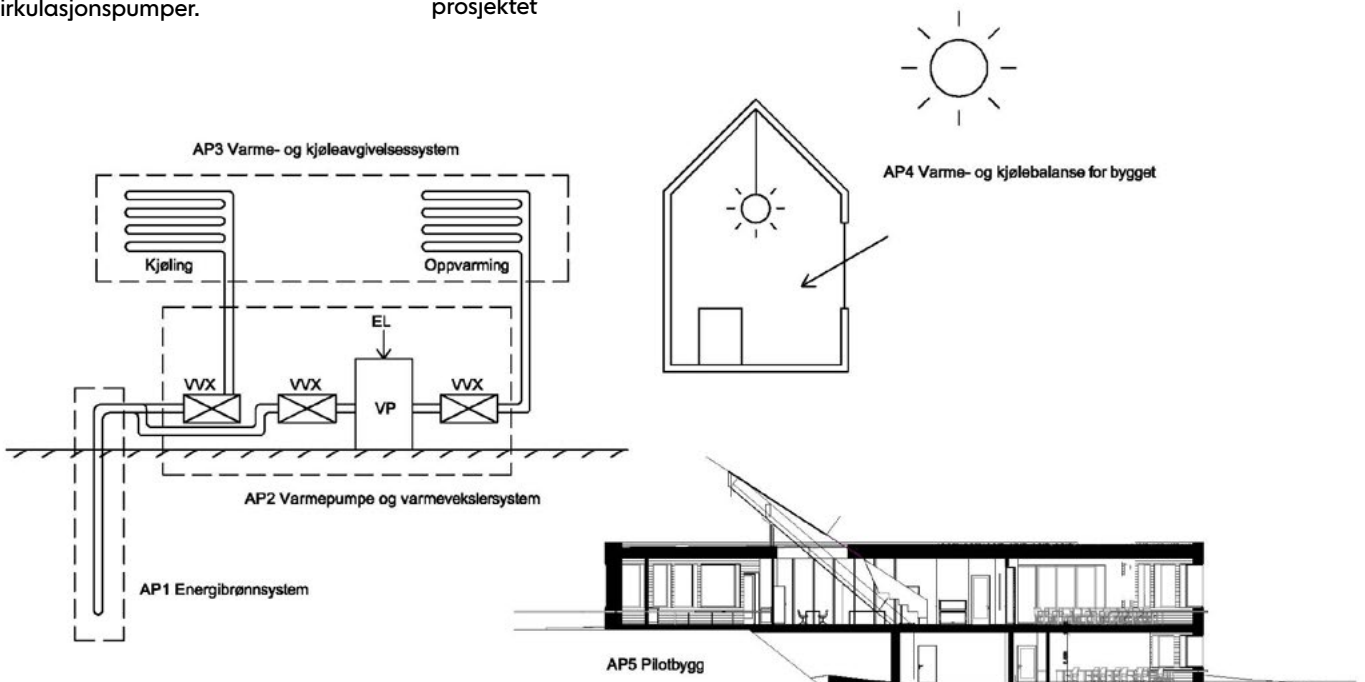 irkulasjonspumper.
prosjektet
AP3 Varme- og kjøleavgivelsessystem
AP4 Varme- og kjølebalanse for bygget
Kjøling
Oppvarming
EL
VVX
VVX
VVX
VP
AP2 Varmepumpe og varmevekslersystem
AP1 Energibrønnsystem
AP5 Pilotbygg